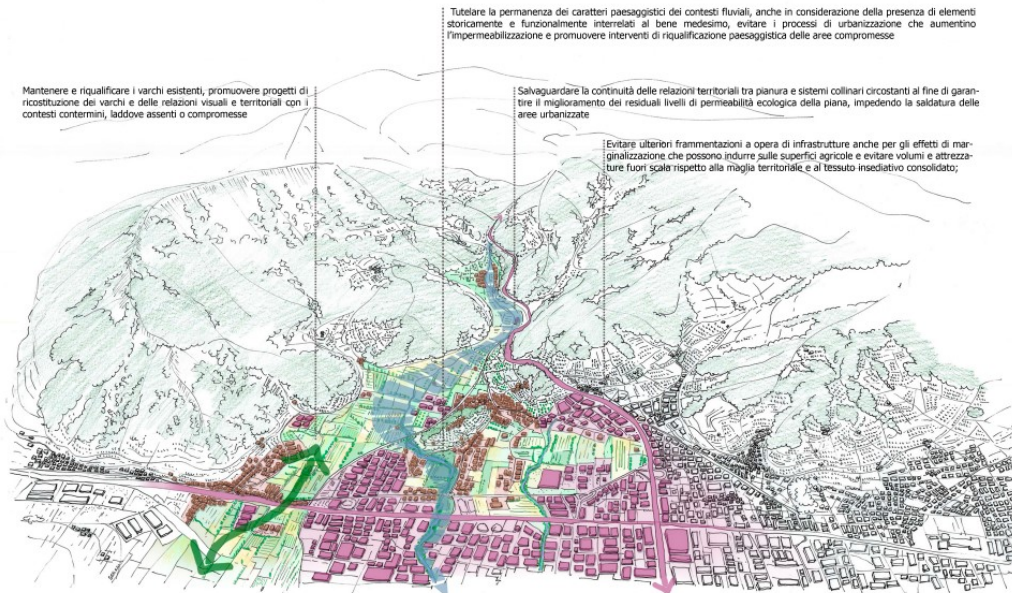 Tutelare la permanenza dei caratteri paesaggistici dei contesti fluviali, anche in considerazione della presenza di elementi
storicamente e funzionalmente interrelati al bene medesimo, evitare i processi di urbanizzazione che aumentino
l'impermeabilizzazione e promuovere interventi di riqualificazione paesaggistica delle aree compromesse
Mantenere e riqualificare i varchi esistenti, promuovere progetti di
ricostituzione dei varchi e delle relazioni visuali e territoriali con i
contesti contermini, laddove assenti o compromesse
Salvaguardare la continuità delle relazioni territoriali tra pianura e sistemi collinari circostanti al fine di garan-
tire il miglioramento dei residuali livelli di permeabilità ecologica della piana, impedendo la saldatura delle
aree urbanizzate
Evitare ulteriori frammentazioni a opera di infrastrutture anche per gli effetti di mar-
ginalizzazione che possono indurre sulle superfici agricole e evitare volumi e attrezza-
ture fuori scala rispetto alla maglia territoriale e al tessuto insediativo consolidato;